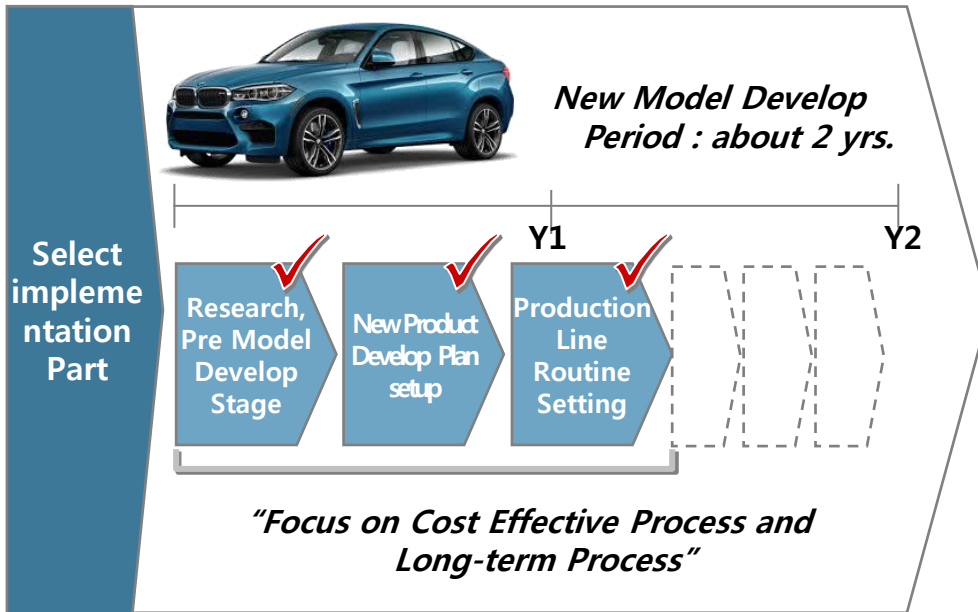 New Model Develop
Period : about 2 yrs.
Y1
Y2
Select
impleme
ntation
Part
Research,
Pre Model
Develop
Stage
New Product
Develop Plan
setup
Production
Line
Routine
Setting
“Focus on Cost Effective Process and
Long-term Process”